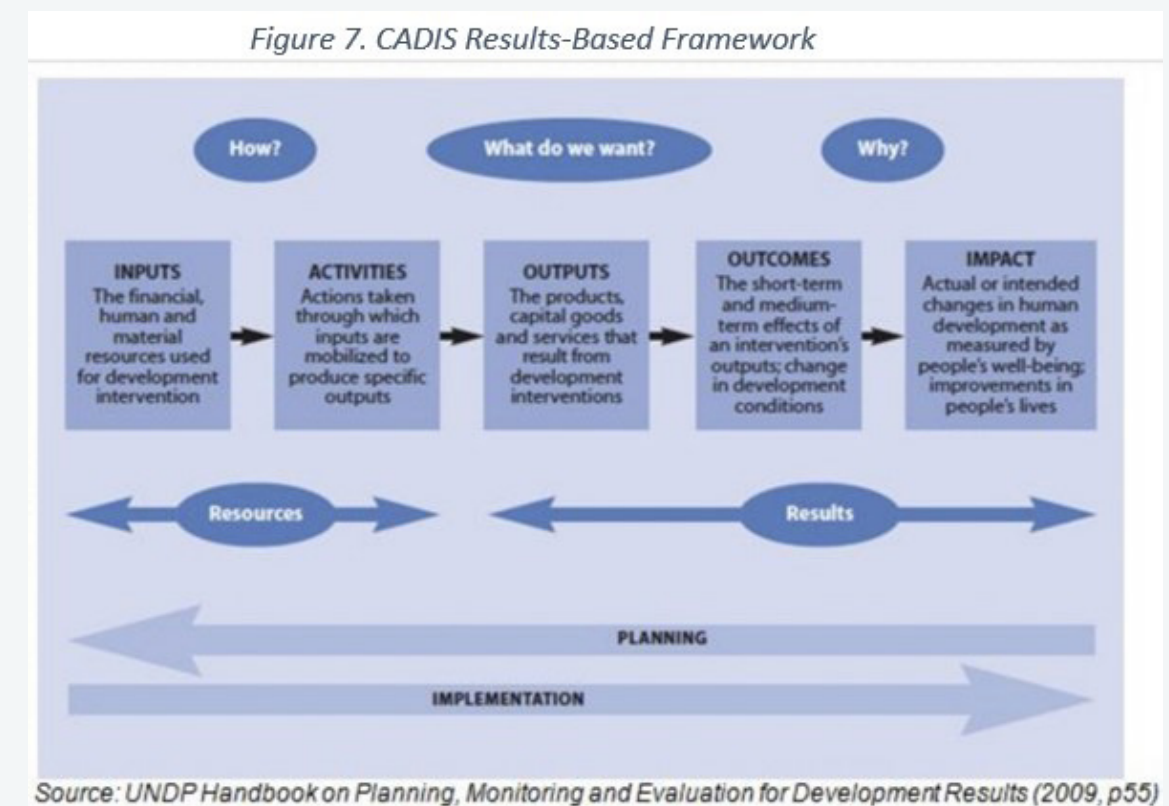 Figure 7. CADIS Results-Based Framework
How?
What do we want?
Why?
INPUTS
The financial,
human and
material
resources used
for development
intervention
ACTIVITIES
Actions taken
through which
inputs are
mobilized to
produce specific
outputs
OUTPUTS
The products,
capital goods
and services that
result from
development
interventions
OUTCOMES
The short-term
and medium-
term effects of
an intervention's
outputs; change
in development
conditions
IMPACT
Actual or intended
changes in human
development as
measured by
people's well-being;
improvements in
people's lives
Resources
Results
PLANNING
IMPLEMENTATION
Source: UNDP Handbook on Planning, Monitoring and Evaluation for Development Results (2009, p55)